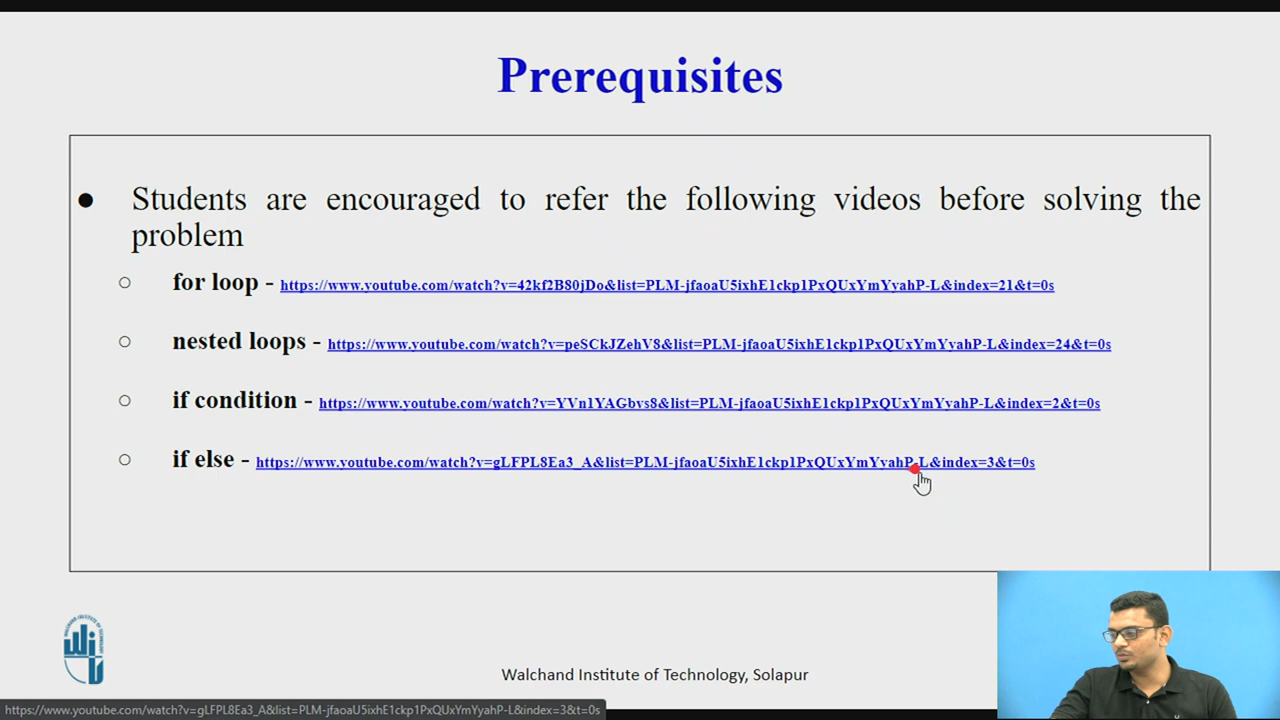 Prerequisites
● Students are encouraged to refer the following videos before solving the
problem
○ for loop - https://www.youtube.com/watch?v=42kf2B80jDo&list=PLM-jfaoaU5ixhE1ckp1PxQUxYmYyahP-L&index=21&t=0s
○ nested loops - https://www.youtube.com/watch?v=peSCkJZehV8&list=PLM-jfaoaU5ixhE1ckp1PxQUxYmYyahP-L&index=24&t=0s
○ if condition - https://www.youtube.com/watch?v=YVn1YAGbvs8&list=PLM-jfaoaU5ixhE1ckp1PxQUxYmYyahP-L&index=2&t=0s
○ if else - https://www.youtube.com/watch?v=gLFPL8Ea3_A&list=PLM-jfaoaU5ixhE1ckp1PxQUxYmYyahP-L&index=3&t=0s
Walchand Institute of Technology, Solapur
https://www.youtube.com/watch?v=gLFPL8Ea3_A&list=PLM-jfaoaU5ixhE1ckp1PxQUxYmYyahP-L&index=3&t=0s